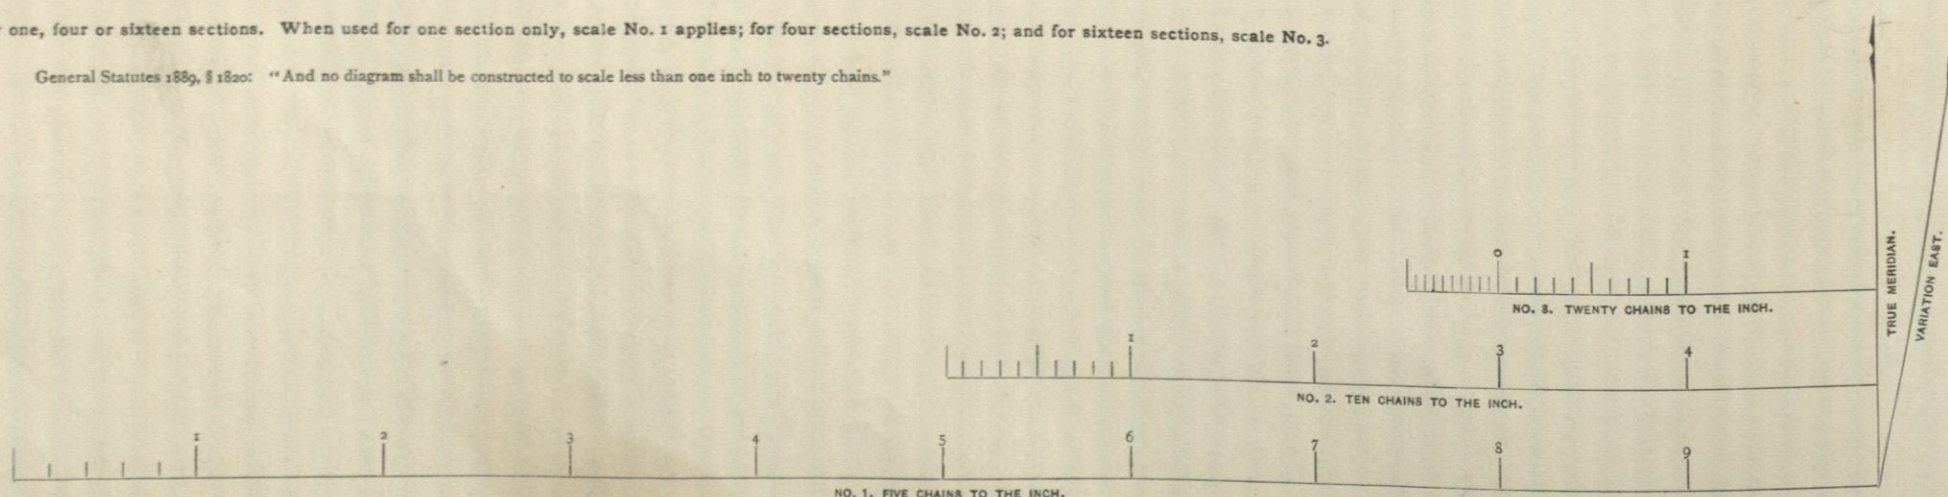 one, four or sixteen sections. When used for one section only, scale No. 1 applies; for four sections, scale No. 2; and for sixteen sections, scale No. 3.
General Statutes 1889, § 1820: "And no diagram shall be constructed to scale less than one inch to twenty chains."
0 1
NO. 3. TWENTY CHAINS TO THE INCH.
TRUE MERIDIAN.
VARIATION EAST.
1 2 3 4
NO. 2. TEN CHAINS TO THE INCH.
1 2 3 4 5 6 7 8 9
NO. 1. FIVE CHAINS TO THE INCH.